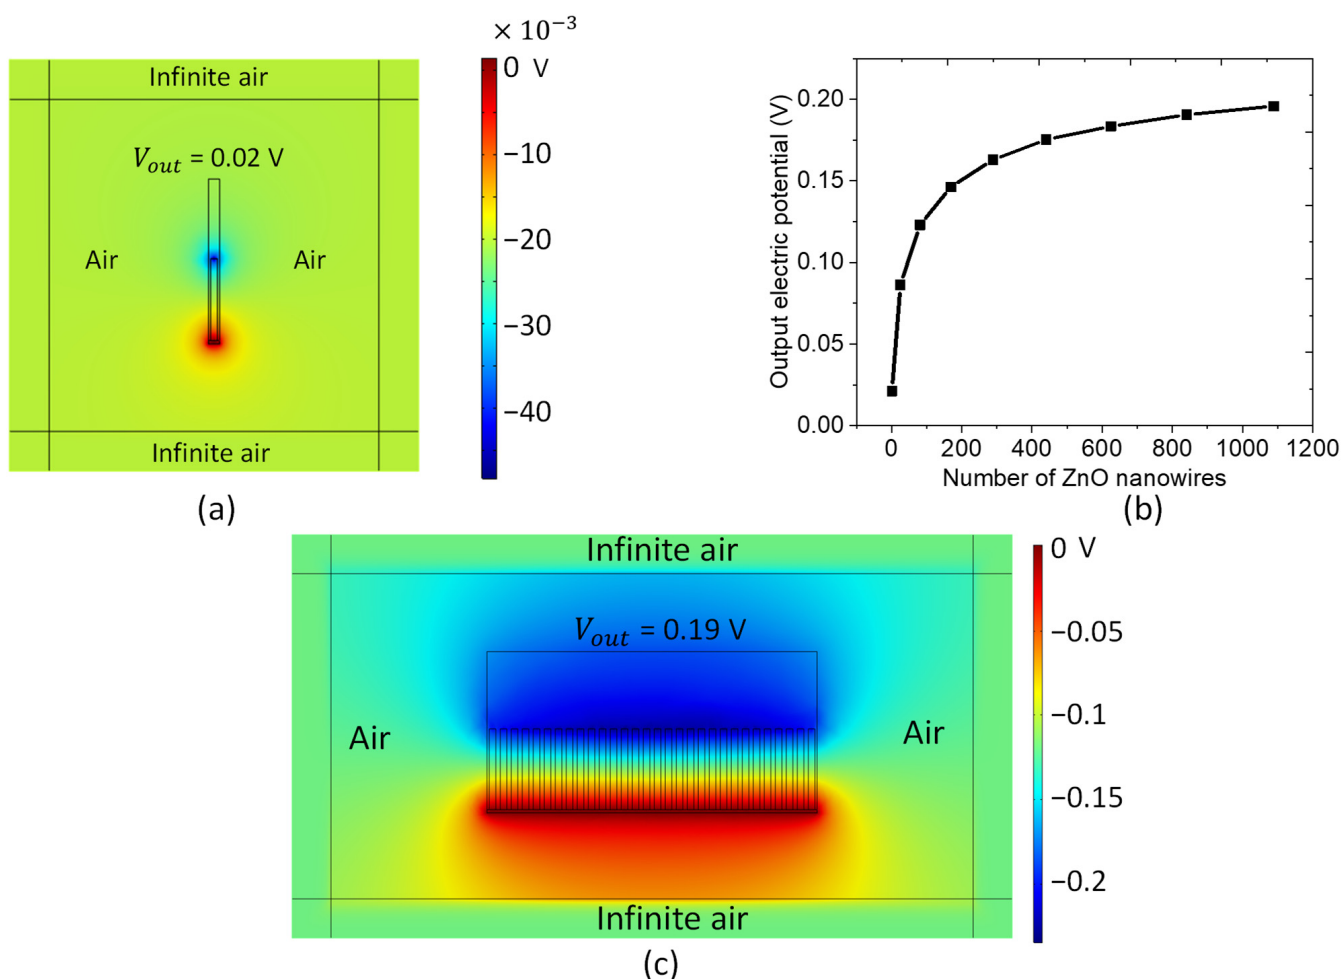 × 10⁻³
0 V
−10
−20
−30
−40
Infinite air
V_out = 0.02 V
Air
Air
Infinite air
(a)
0.20
0.15
0.10
0.05
0.00
Output electric potential (V)
0 200 400 600 800 1000 1200
Number of ZnO nanowires
(b)
Infinite air
V_out = 0.19 V
Air
Air
Infinite air
0 V
−0.05
−0.1
−0.15
−0.2
(c)